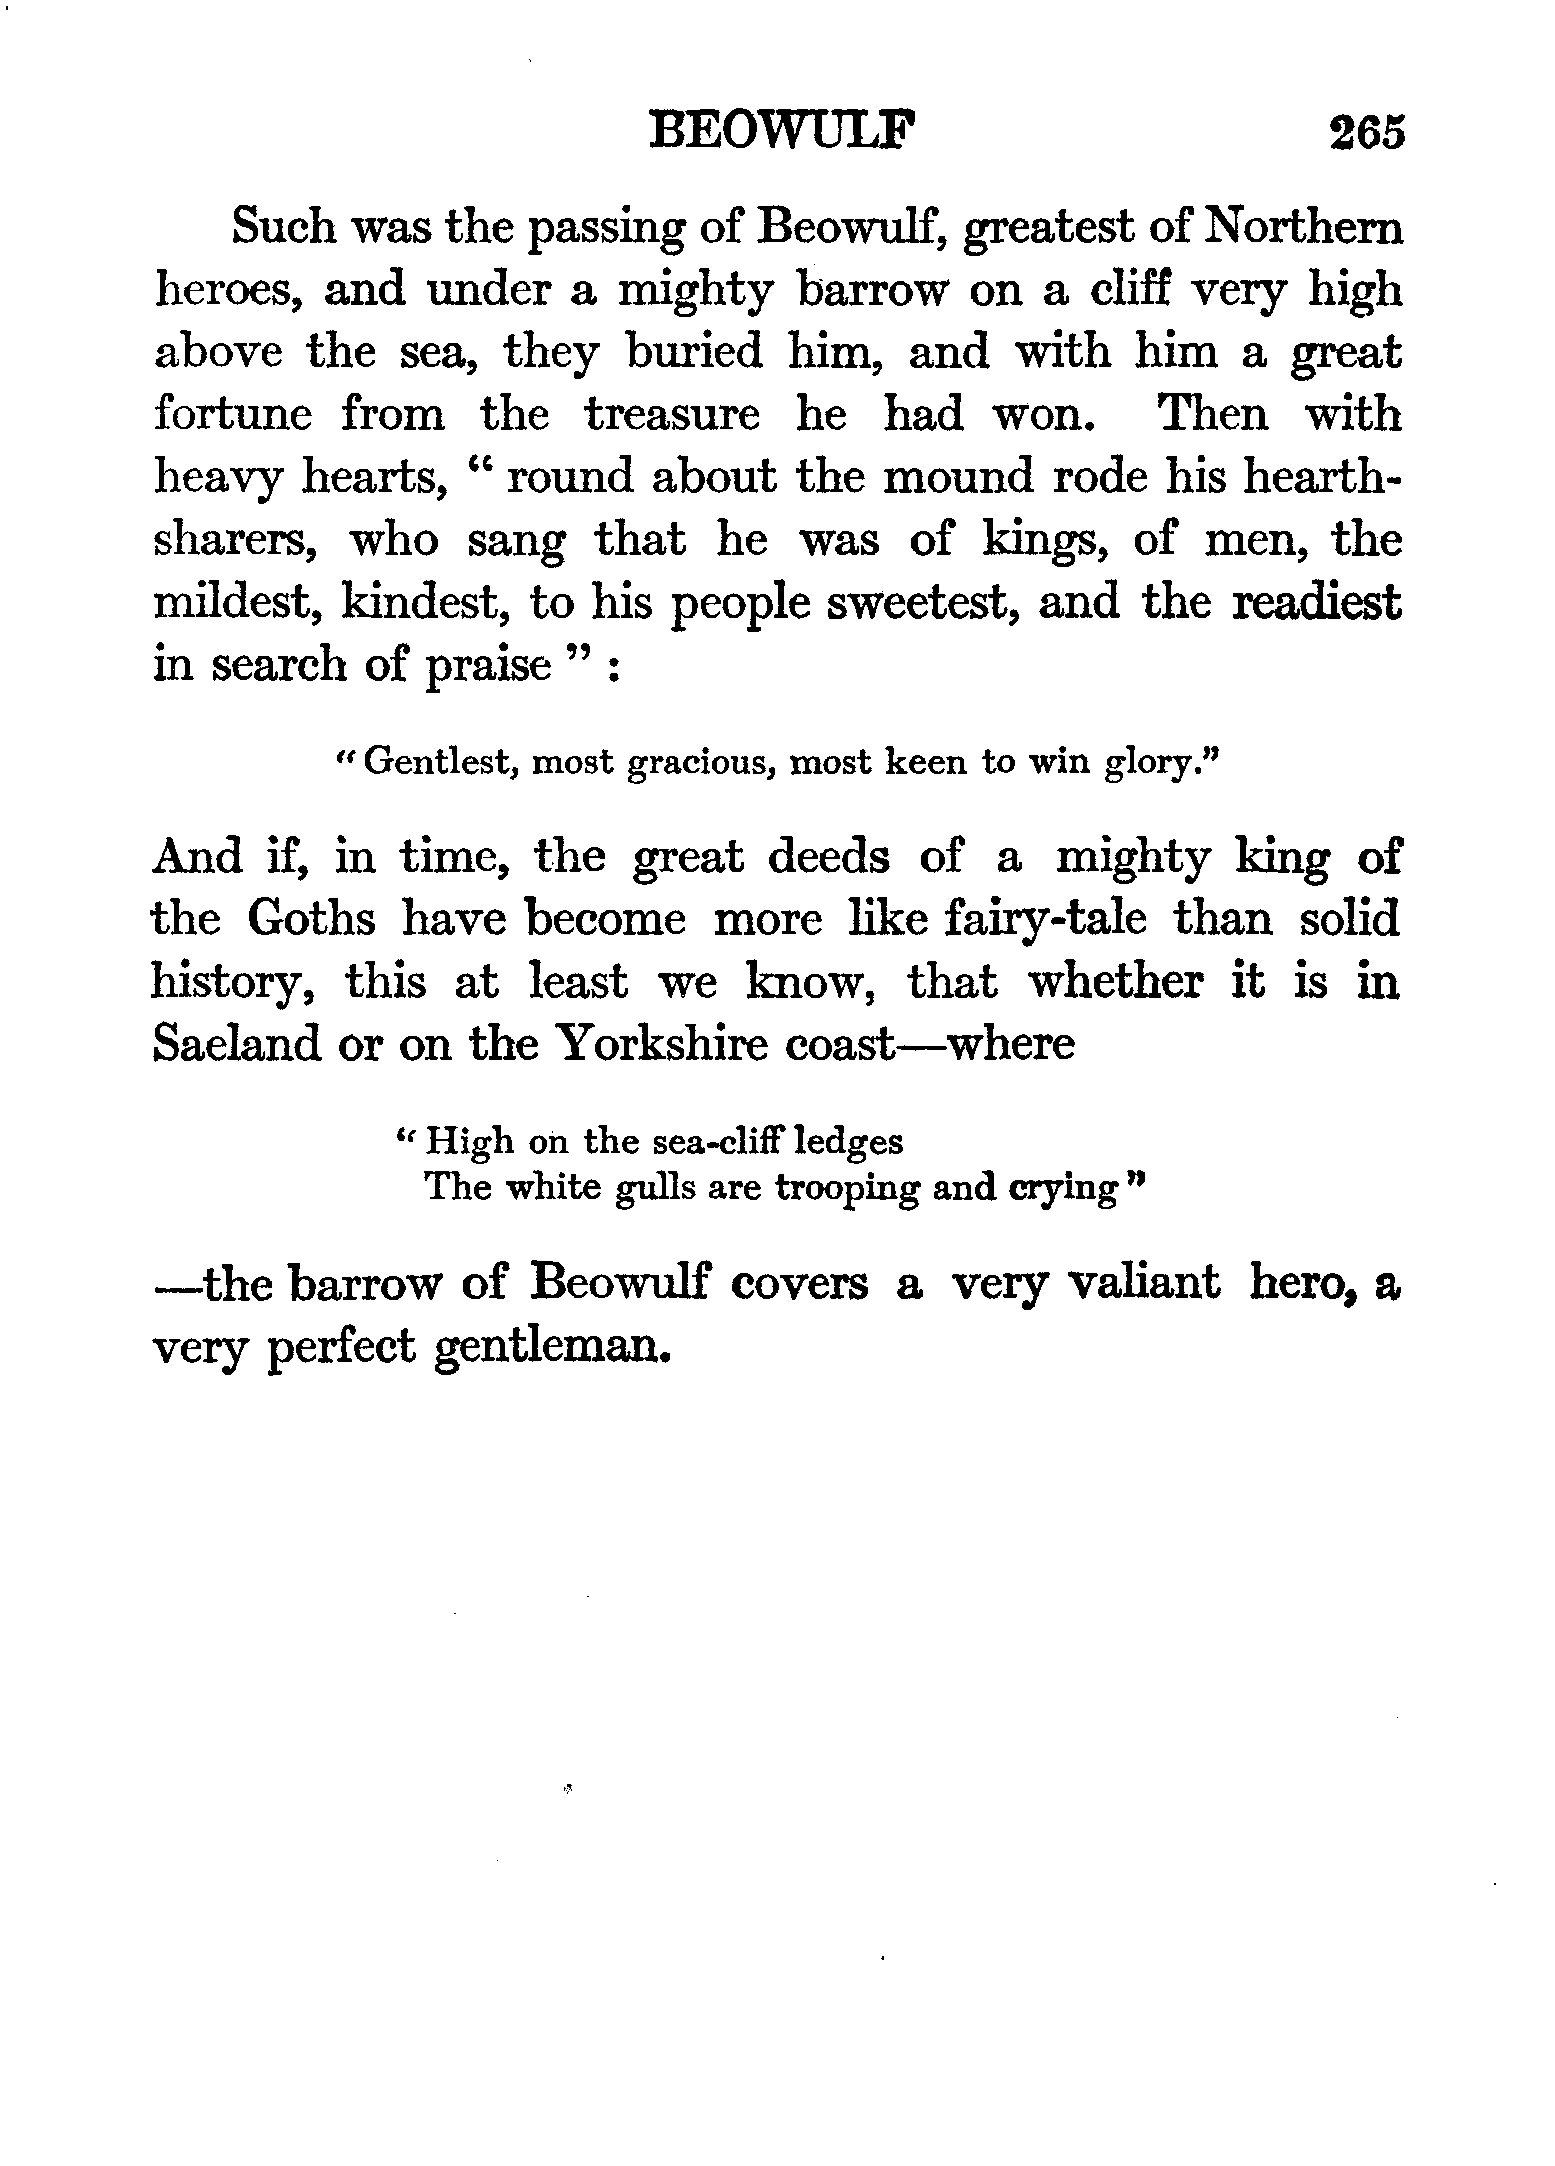 BEOWULF 265
Such was the passing of Beowulf, greatest of Northern
heroes, and under a mighty barrow on a cliff very high
above the sea, they buried him, and with him a great
fortune from the treasure he had won. Then with
heavy hearts, “ round about the mound rode his hearth-
sharers, who sang that he was of kings, of men, the
mildest, kindest, to his people sweetest, and the readiest
in search of praise ” :
“ Gentlest, most gracious, most keen to win glory.”
And if, in time, the great deeds of a mighty king of
the Goths have become more like fairy-tale than solid
history, this at least we know, that whether it is in
Saeland or on the Yorkshire coast—where
“ High on the sea-cliff ledges
The white gulls are trooping and crying ”
—the barrow of Beowulf covers a very valiant hero, a
very perfect gentleman.